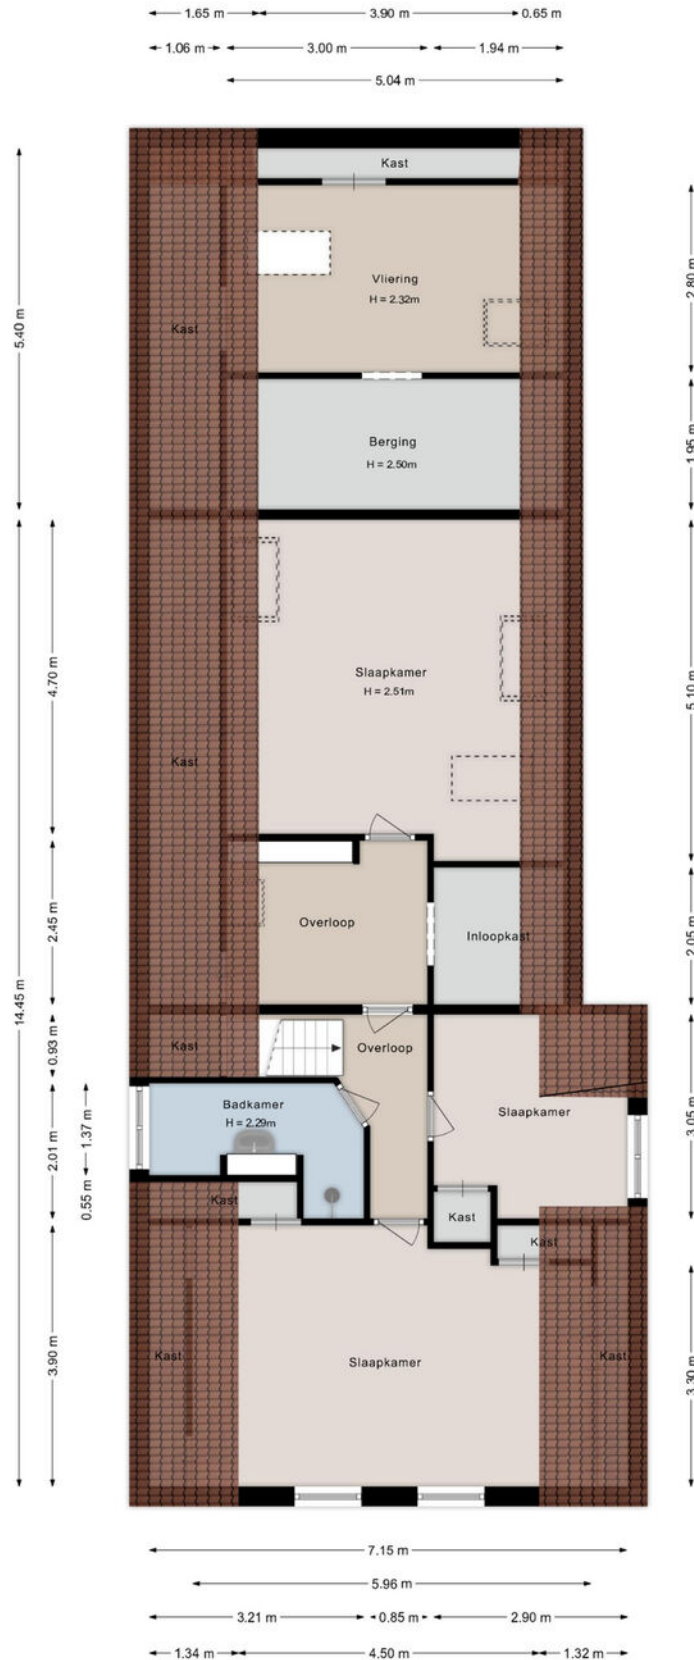 1.65 m 3.90 m 0.65 m
1.06 m 3.00 m 1.94 m
5.04 m
Kast
Vliering
H = 2.32m
Kast
2.80 m
5.40 m
Berging
H = 2.50m
1.95 m
Slaapkamer
H = 2.51m
4.70 m
5.10 m
Kast
Overloop
Inloopkast
2.45 m
2.05 m
14.45 m
0.93 m
Kast
Overloop
Badkamer
H = 2.29m
Slaapkamer
3.05 m
1.37 m
2.01 m
0.55 m
Kast
Kast
Kast
Kast
Slaapkamer
Kast
3.90 m
3.30 m
7.15 m
5.96 m
3.21 m 0.85 m 2.90 m
1.34 m 4.50 m 1.32 m